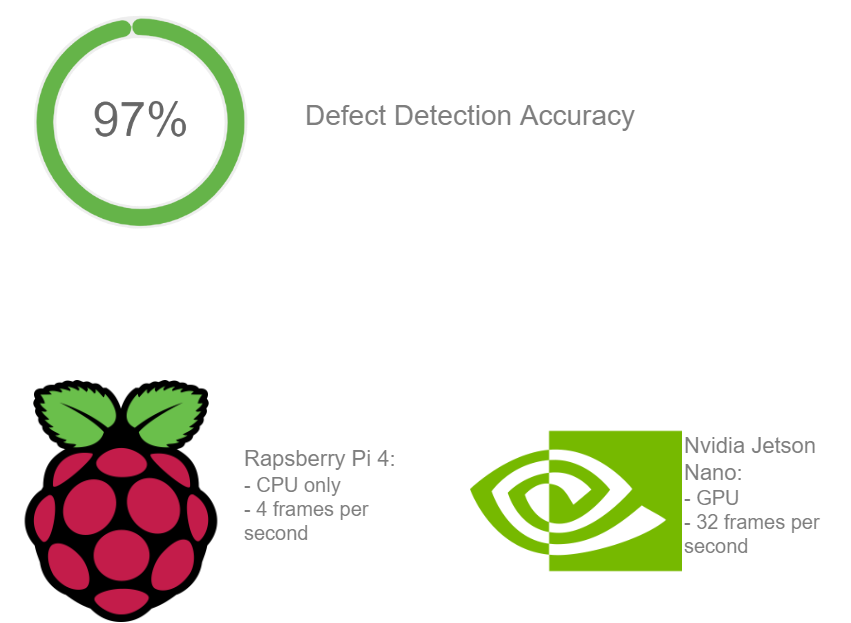 97%
Defect Detection Accuracy
Rapsberry Pi 4:
- CPU only
- 4 frames per
second
Nvidia Jetson
Nano:
- GPU
- 32 frames per
second